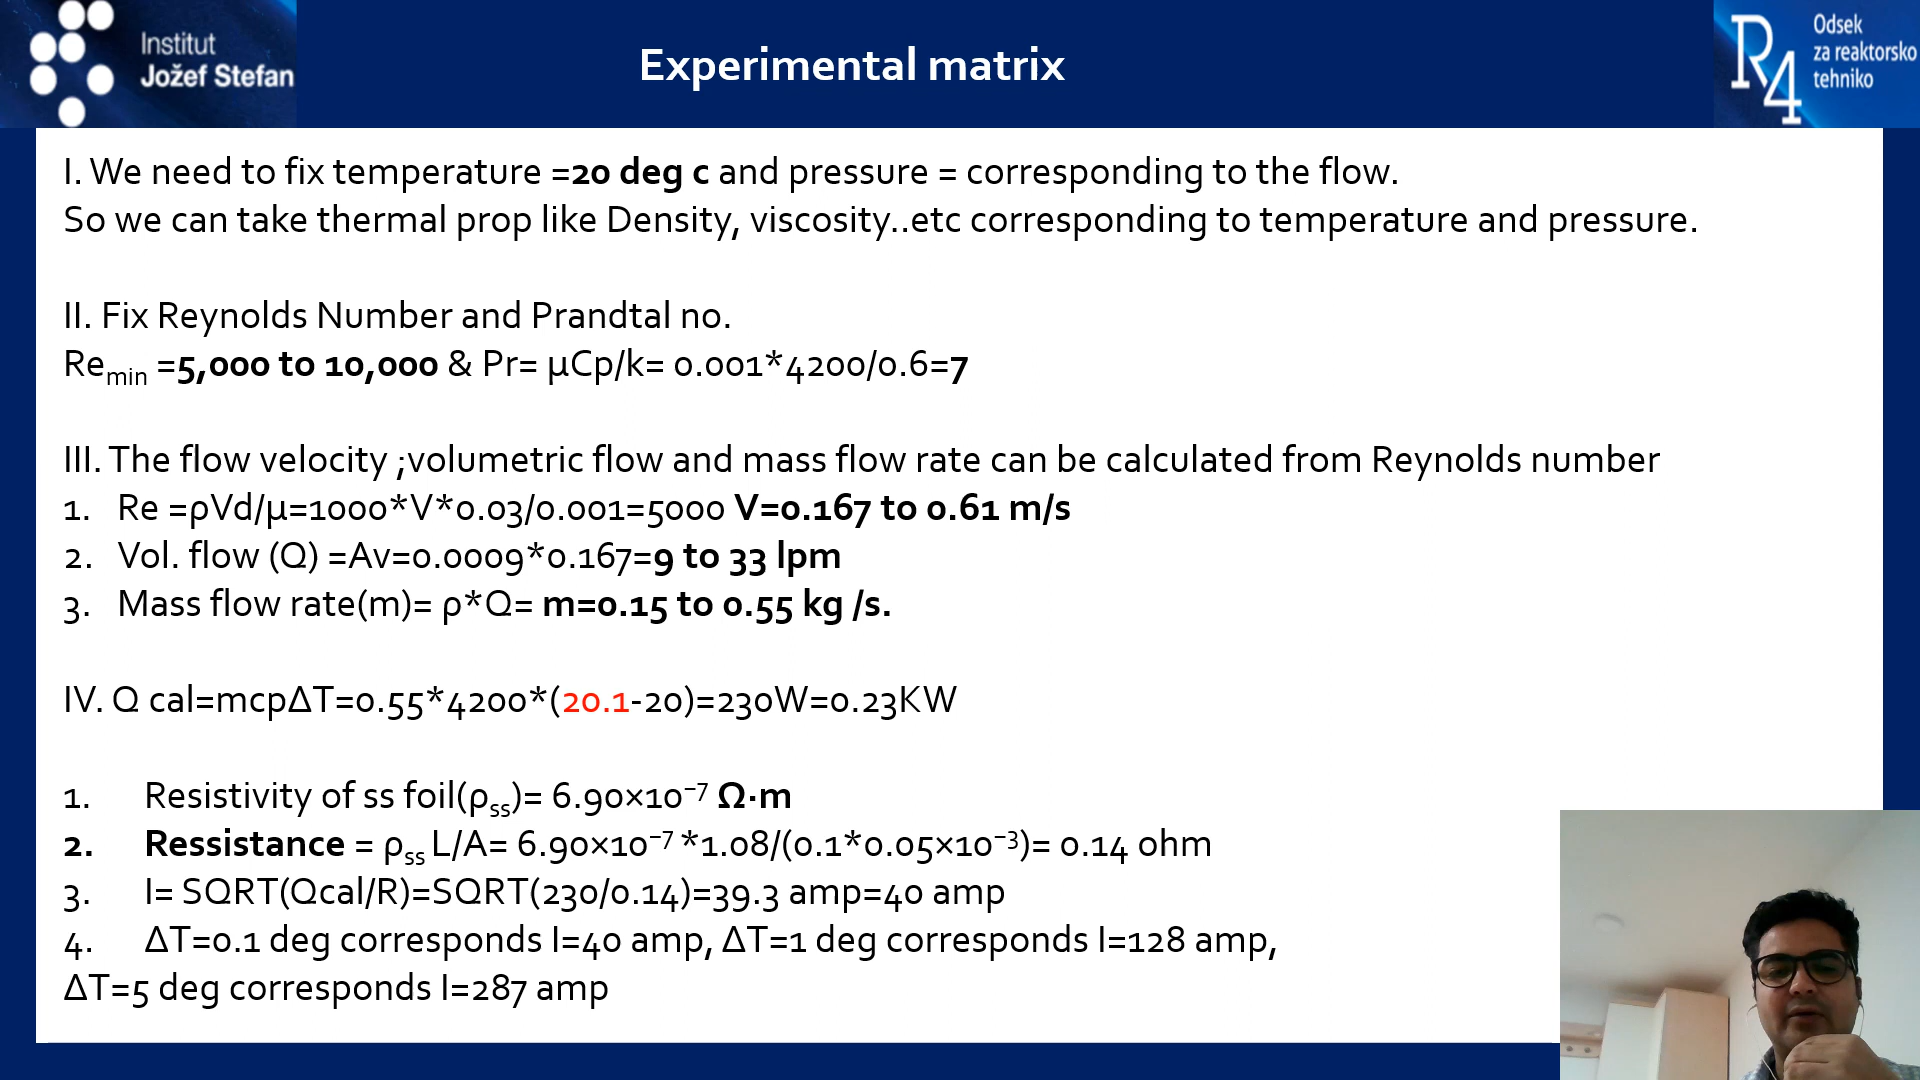 Institut
Jožef Stefan
Experimental matrix
R4
Odsek
za reaktorsko
tehniko
I. We need to fix temperature =20 deg c and pressure = corresponding to the flow.
So we can take thermal prop like Density, viscosity..etc corresponding to temperature and pressure.
II. Fix Reynolds Number and Prandtal no.
Remin =5,000 to 10,000 & Pr= μCp/k= 0.001*4200/0.6=7
III. The flow velocity ;volumetric flow and mass flow rate can be calculated from Reynolds number
1. Re =ρVd/μ=1000*V*0.03/0.001=5000 V=0.167 to 0.61 m/s
2. Vol. flow (Q) =Av=0.0009*0.167=9 to 33 lpm
3. Mass flow rate(m)= ρ*Q= m=0.15 to 0.55 kg /s.
IV. Q cal=mcpΔT=0.55*4200*(20.1-20)=230W=0.23KW
1. Resistivity of ss foil(ρss)= 6.90×10⁻⁷ Ω·m
2. Ressistance = ρss L/A= 6.90×10⁻⁷ *1.08/(0.1*0.05×10⁻³)= 0.14 ohm
3. I= SQRT(Qcal/R)=SQRT(230/0.14)=39.3 amp=40 amp
4. ΔT=0.1 deg corresponds I=40 amp, ΔT=1 deg corresponds I=128 amp,
ΔT=5 deg corresponds I=287 amp